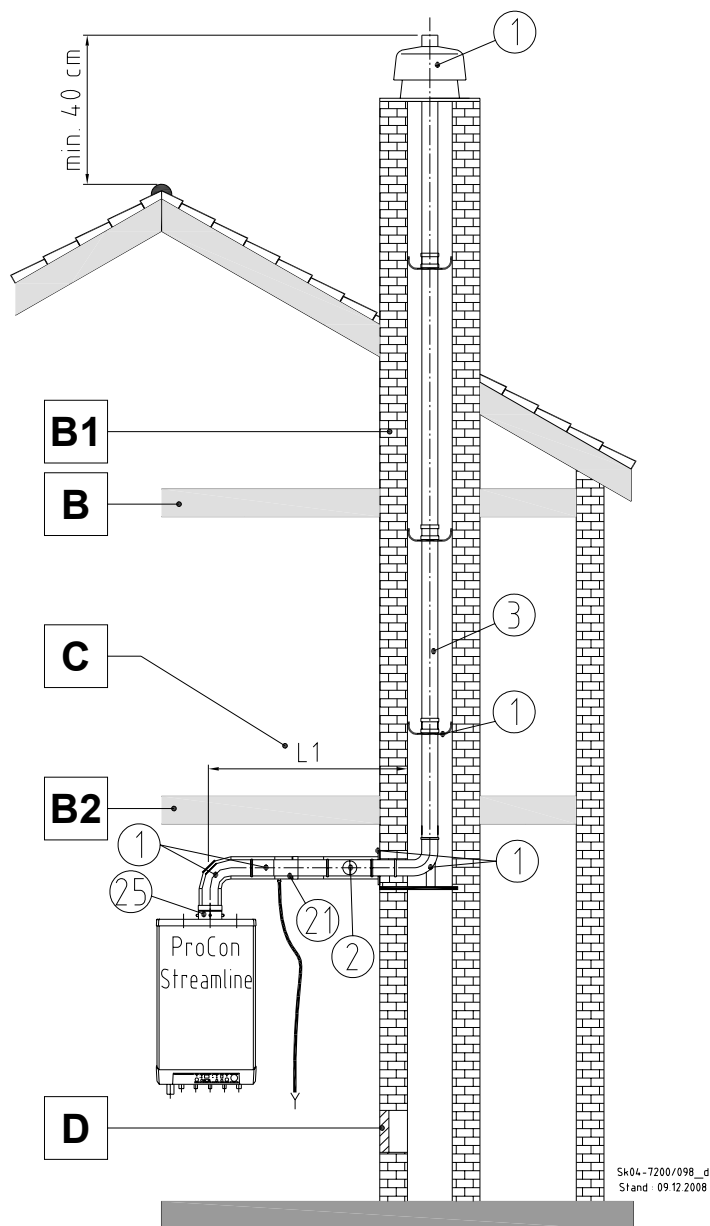 1
min. 40 cm
B1
B
3
C
1
L1
B2
1
1
25
21
2
ProCon
Streamline
D
Sk04-7200/098_d
Stand : 09.12.2008